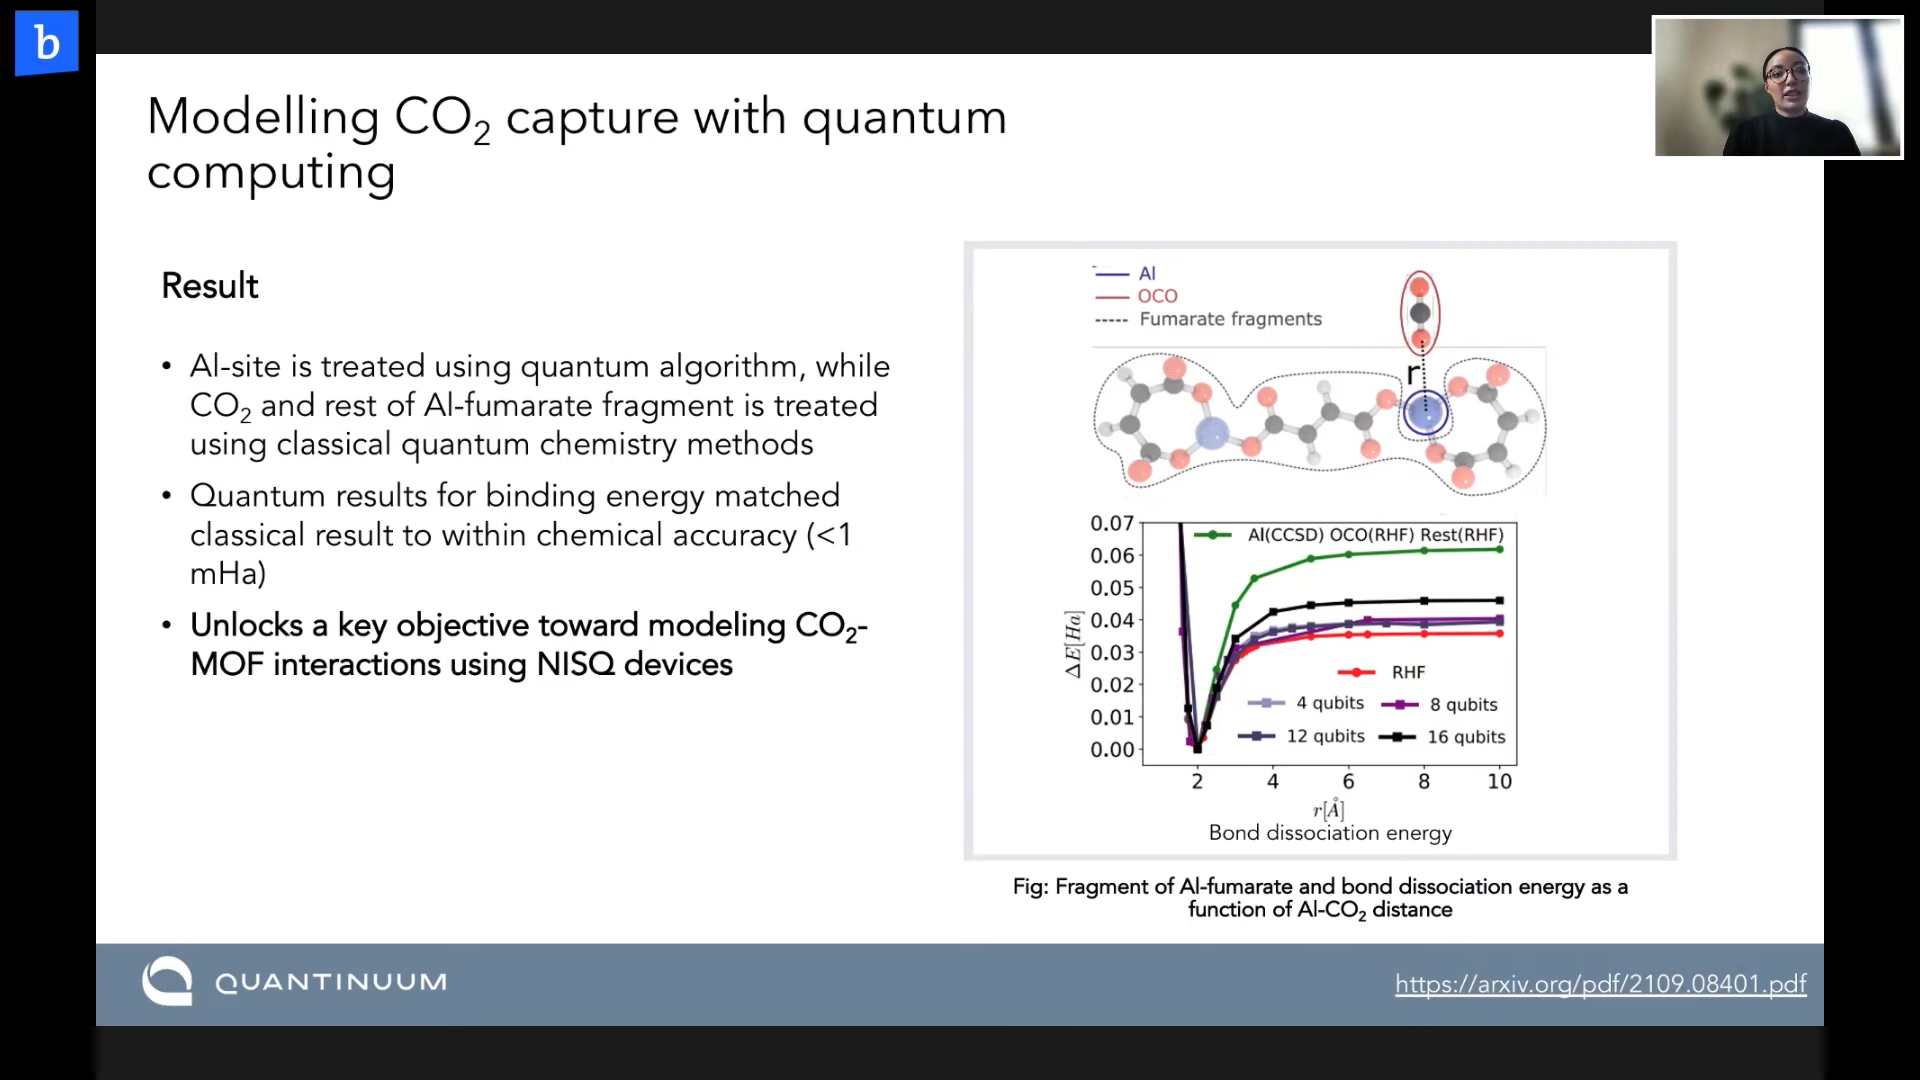 b
Modelling CO₂ capture with quantum
computing
Result
• Al-site is treated using quantum algorithm, while
CO₂ and rest of Al-fumarate fragment is treated
using classical quantum chemistry methods
• Quantum results for binding energy matched
classical result to within chemical accuracy (<1
mHa)
• Unlocks a key objective toward modeling CO₂-
MOF interactions using NISQ devices
Al
OCO
Fumarate fragments
r
0.07
0.06
0.05
0.04
0.03
0.02
0.01
0.00
ΔE[Ha]
Al(CCSD) OCO(RHF) Rest(RHF)
RHF
4 qubits 8 qubits
12 qubits 16 qubits
2 4 6 8 10
r[Å]
Bond dissociation energy
Fig: Fragment of Al-fumarate and bond dissociation energy as a
function of Al-CO₂ distance
QUANTINUUM
https://arxiv.org/pdf/2109.08401.pdf